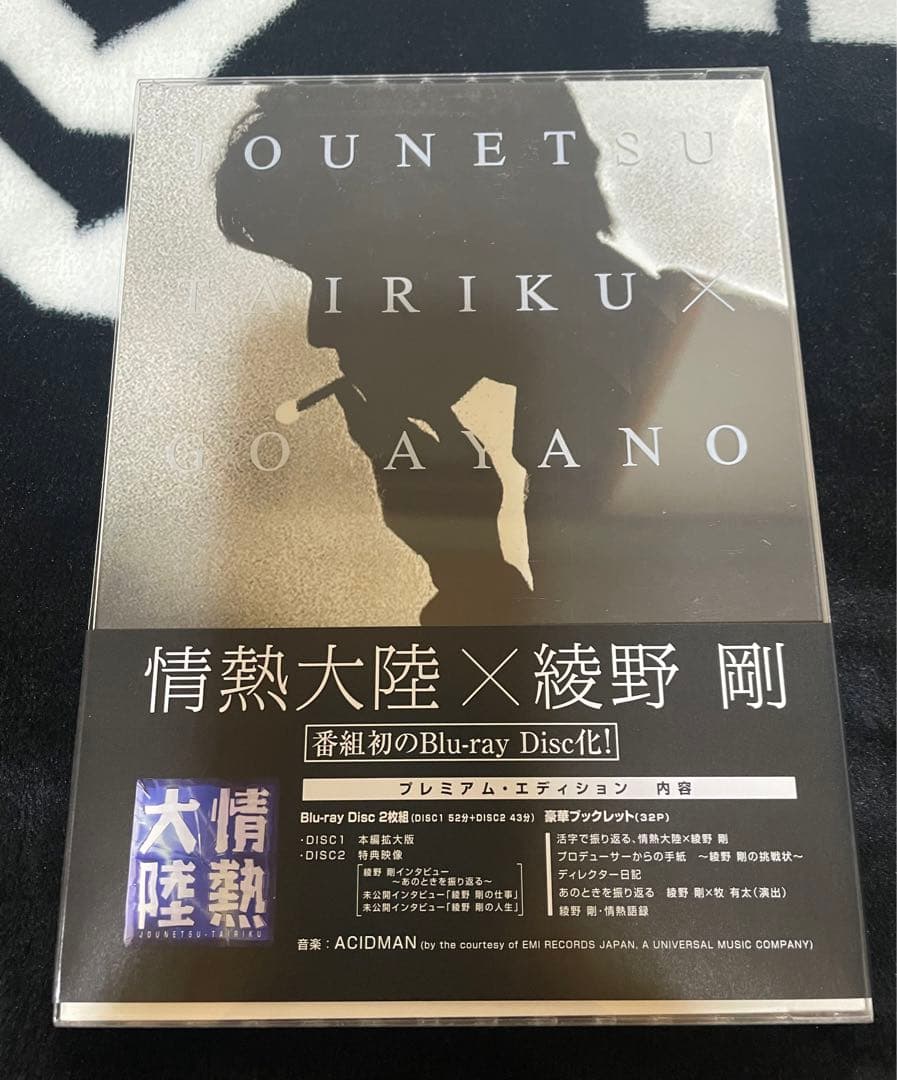 JOUNETSU
TAIRIKU×
GO AYANO
情熱大陸×綾野 剛
番組初のBlu-ray Disc化!
プレミアム・エディション 内容
Blu-ray Disc 2枚組(DISC1 52分+DISC2 43分)
・DISC1 本編拡大版
・DISC2 特典映像
綾野 剛インタビュー
～あのときを振り返る～
未公開インタビュー「綾野 剛の仕事」
未公開インタビュー「綾野 剛の人生」
豪華ブックレット(32P)
活字で振り返る、情熱大陸×綾野 剛
プロデューサーからの手紙 ～綾野 剛の挑戦状～
ディレクター日記
あのときを振り返る 綾野 剛×牧 有太(演出)
綾野 剛・情熱語録
情熱
大陸
JOUNETSU-TAIRIKU
音楽：ACIDMAN (by the courtesy of EMI RECORDS JAPAN, A UNIVERSAL MUSIC COMPANY)